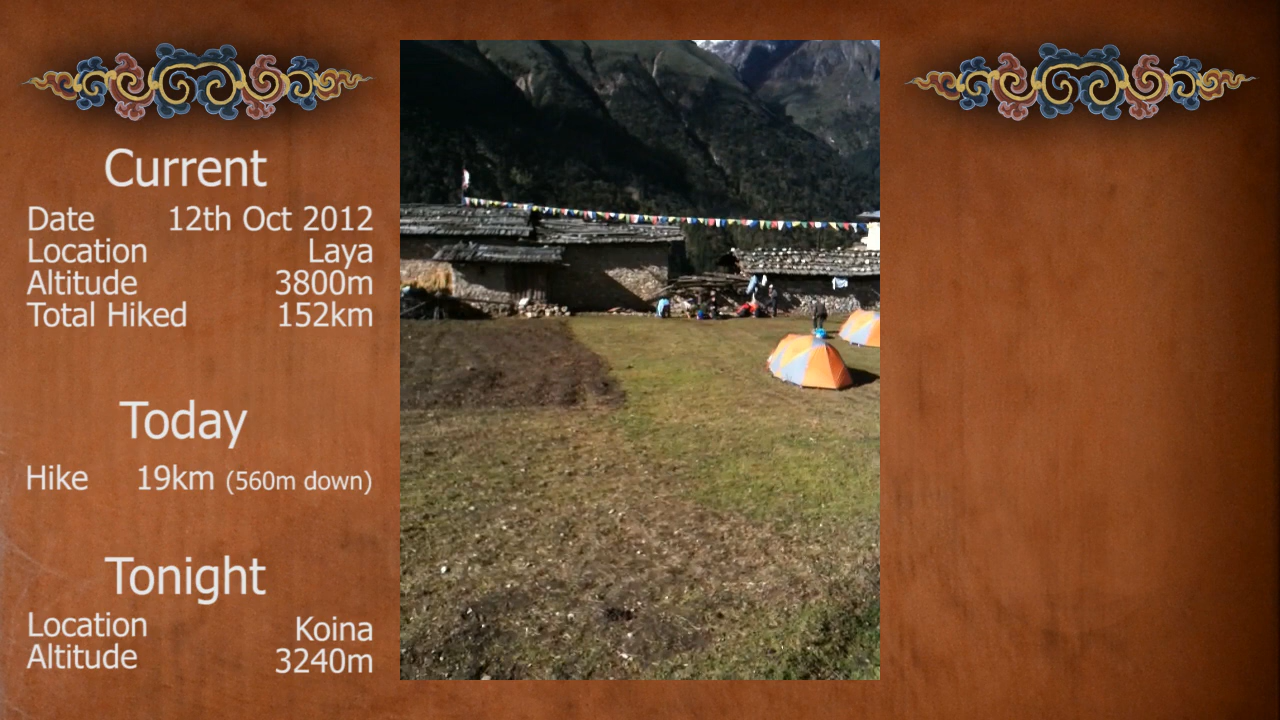 Current
Date 12th Oct 2012
Location Laya
Altitude 3800m
Total Hiked 152km
Today
Hike 19km (560m down)
Tonight
Location Koina
Altitude 3240m